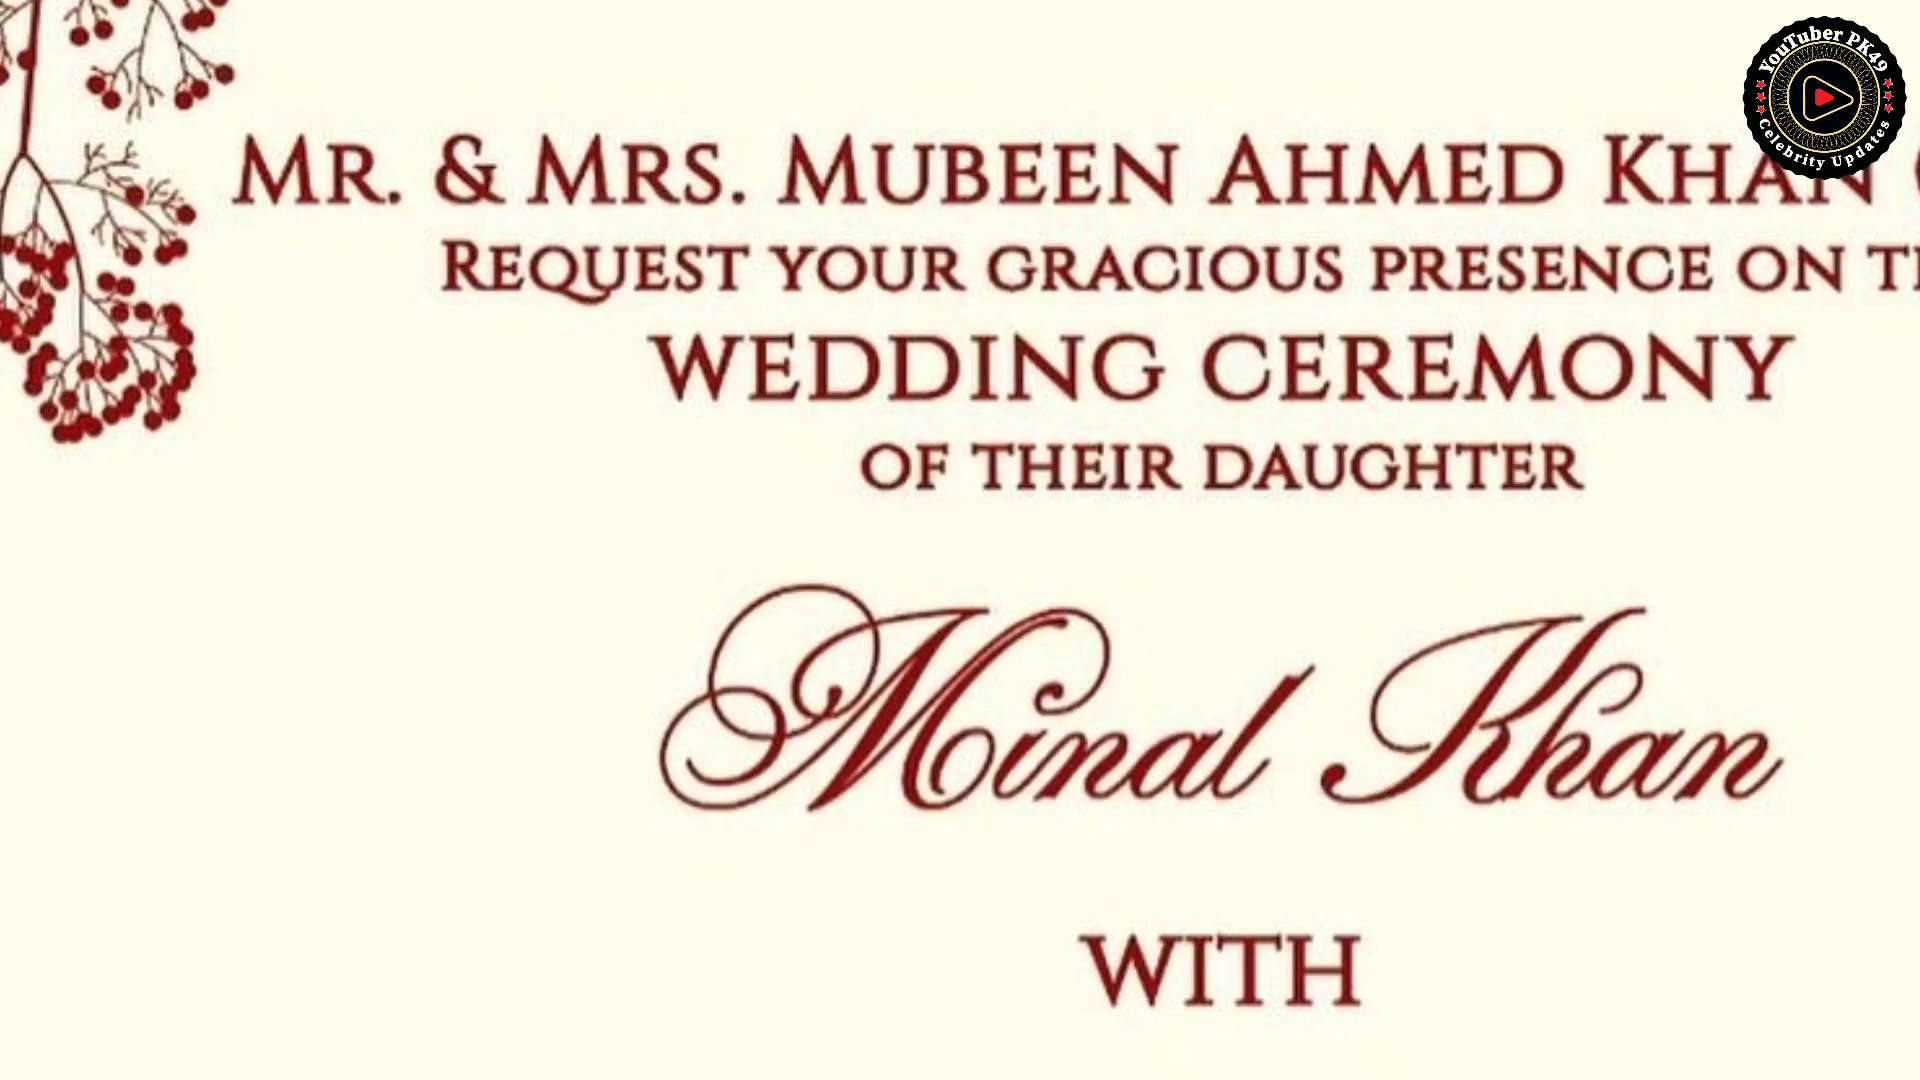 YouTuber PK49
Celebrity Updates
Mr. & Mrs. Mubeen Ahmed Khan
Request your gracious presence on
WEDDING CEREMONY
OF THEIR DAUGHTER
Minal Khan
WITH